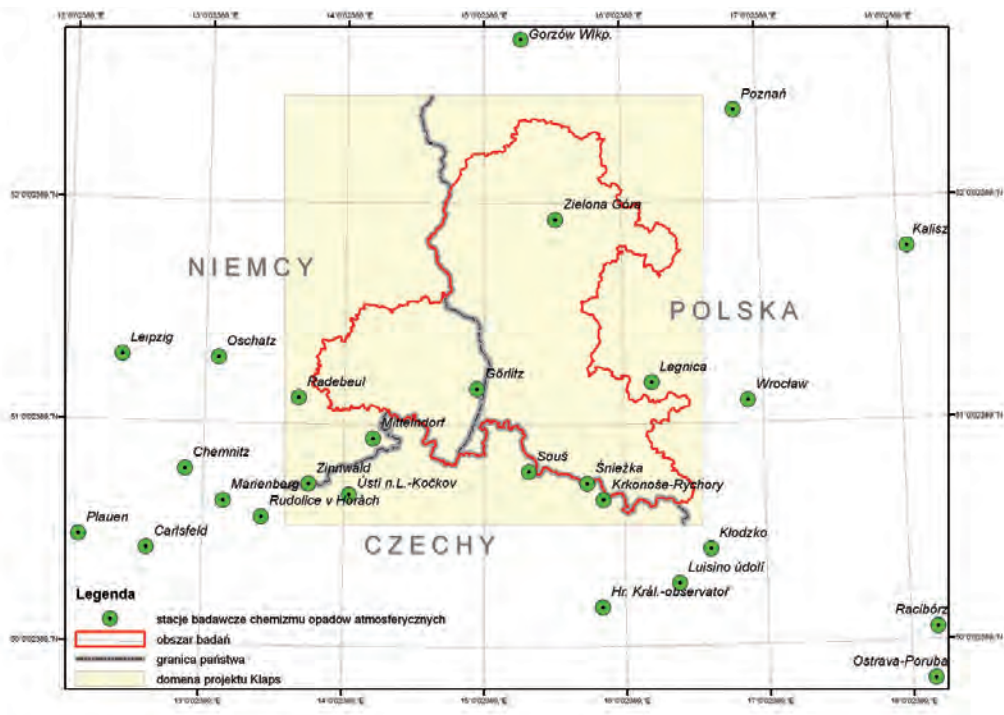 Gorzów Wlkp.
Poznań
Zielona Góra
Kalisz
NIEMCY
POLSKA
Leipzig
Oschatz
Radebeul
Görlitz
Legnica
Wrocław
Mittelndorf
Chemnitz
Zinnwald
Souš
Śnieżka
Marienberg
Ústí n.L.-Kočkov
Krkonoše-Rychory
Rudolice v Horách
Plauen
Carlsfeld
CZECHY
Kłodzko
Luisino údolí
Hr. Král.-observatoř
Racibórz
Ostrava-Poruba
Legenda
stacje badawcze chemizmu opadów atmosferycznych
obszar badań
granica państwa
domena projektu Klaps